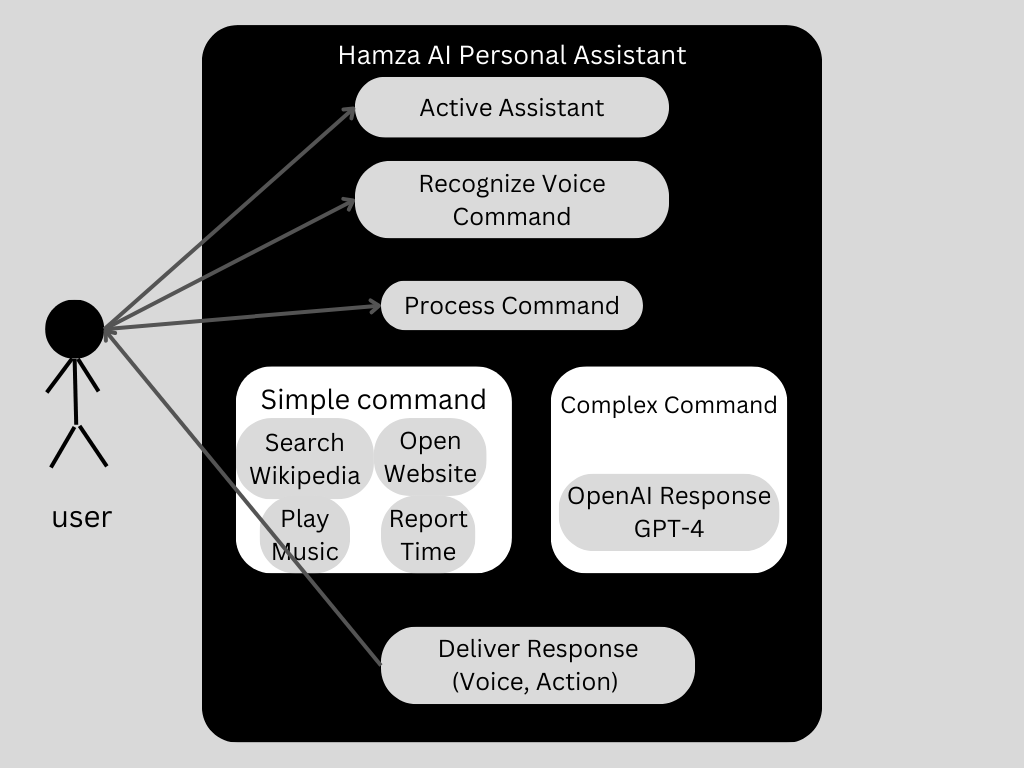 Hamza AI Personal Assistant
Active Assistant
Recognize Voice
Command
Process Command
user
Simple command
Search
Wikipedia
Open
Website
Play
Music
Report
Time
Complex Command
OpenAI Response
GPT-4
Deliver Response
(Voice, Action)